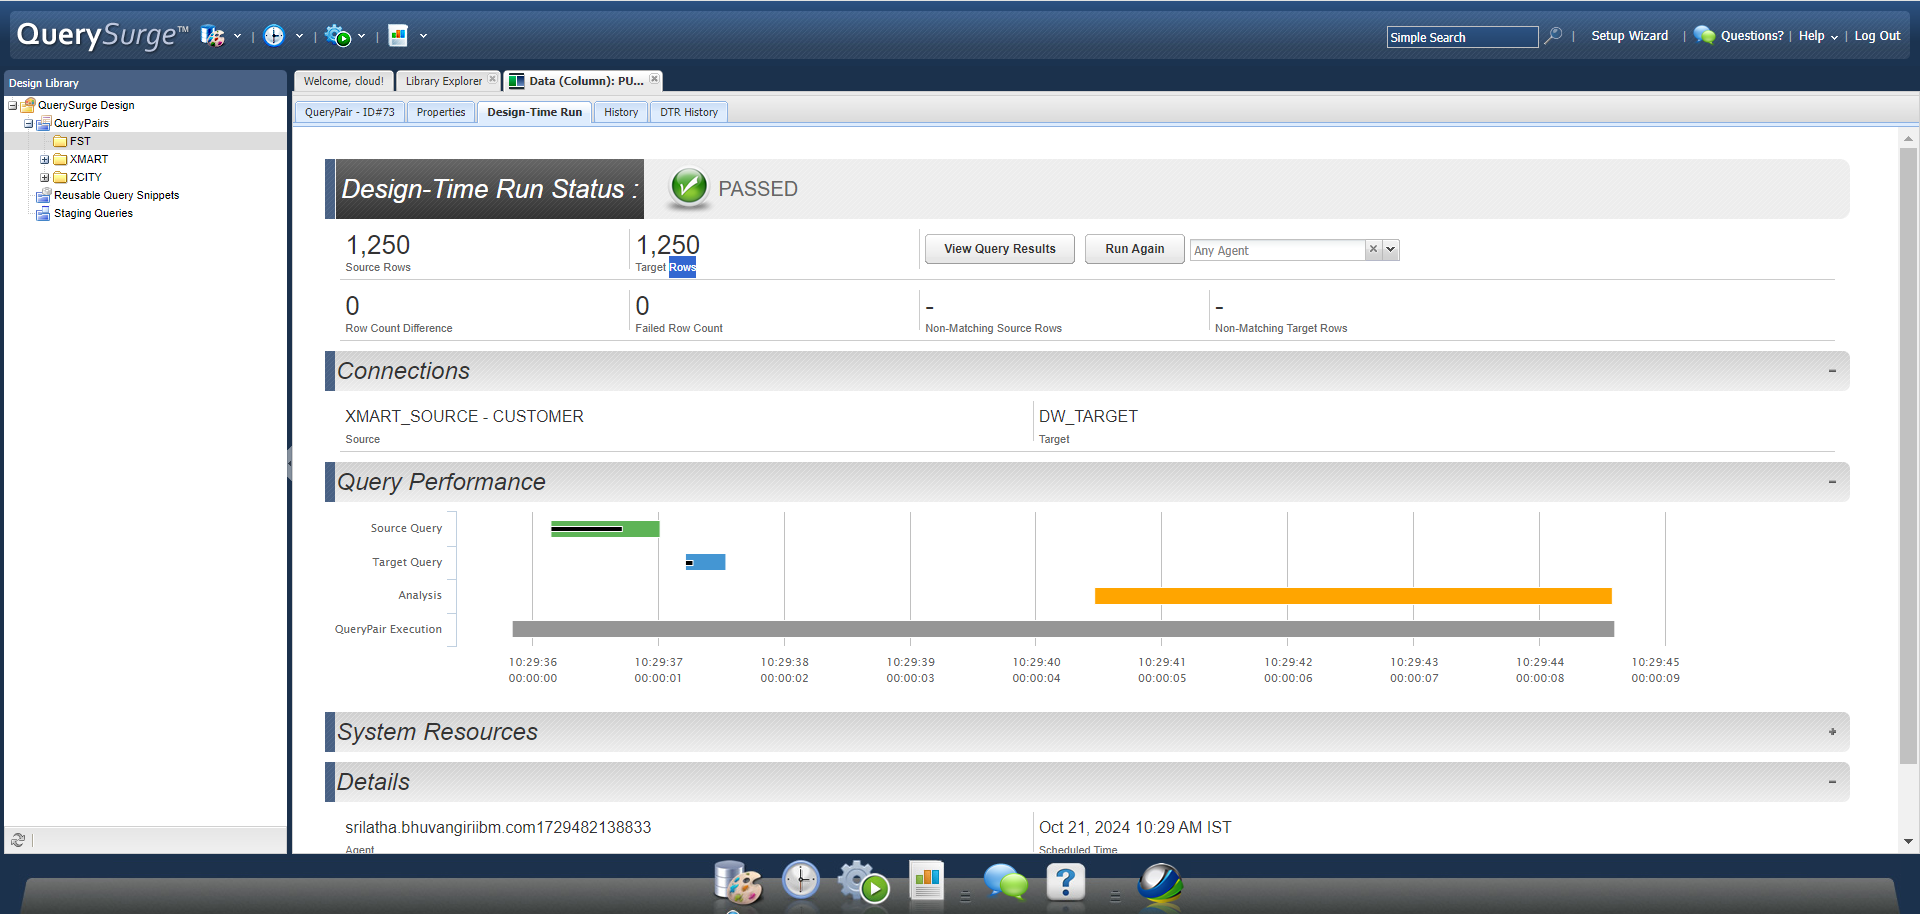 QuerySurge™
Simple Search
Setup Wizard
Questions?
Help
Log Out
Design Library
QuerySurge Design
QueryPairs
FST
XMART
ZCITY
Reusable Query Snippets
Staging Queries
Welcome, cloud!
Library Explorer
Data (Column): PU...
QueryPair - ID#73
Properties
Design-Time Run
History
DTR History
Design-Time Run Status :
PASSED
1,250
Source Rows
1,250
Target Rows
View Query Results
Run Again
Any Agent
0
Row Count Difference
0
Failed Row Count
-
Non-Matching Source Rows
-
Non-Matching Target Rows
Connections
XMART_SOURCE - CUSTOMER
Source
DW_TARGET
Target
Query Performance
Source Query
Target Query
Analysis
QueryPair Execution
10:29:36 10:29:37 10:29:38 10:29:39 10:29:40 10:29:41 10:29:42 10:29:43 10:29:44 10:29:45
00:00:00 00:00:01 00:00:02 00:00:03 00:00:04 00:00:05 00:00:06 00:00:07 00:00:08 00:00:09
System Resources
Details
srilatha.bhuvangiriibm.com1729482138833
Agent
Oct 21, 2024 10:29 AM IST
Scheduled Time